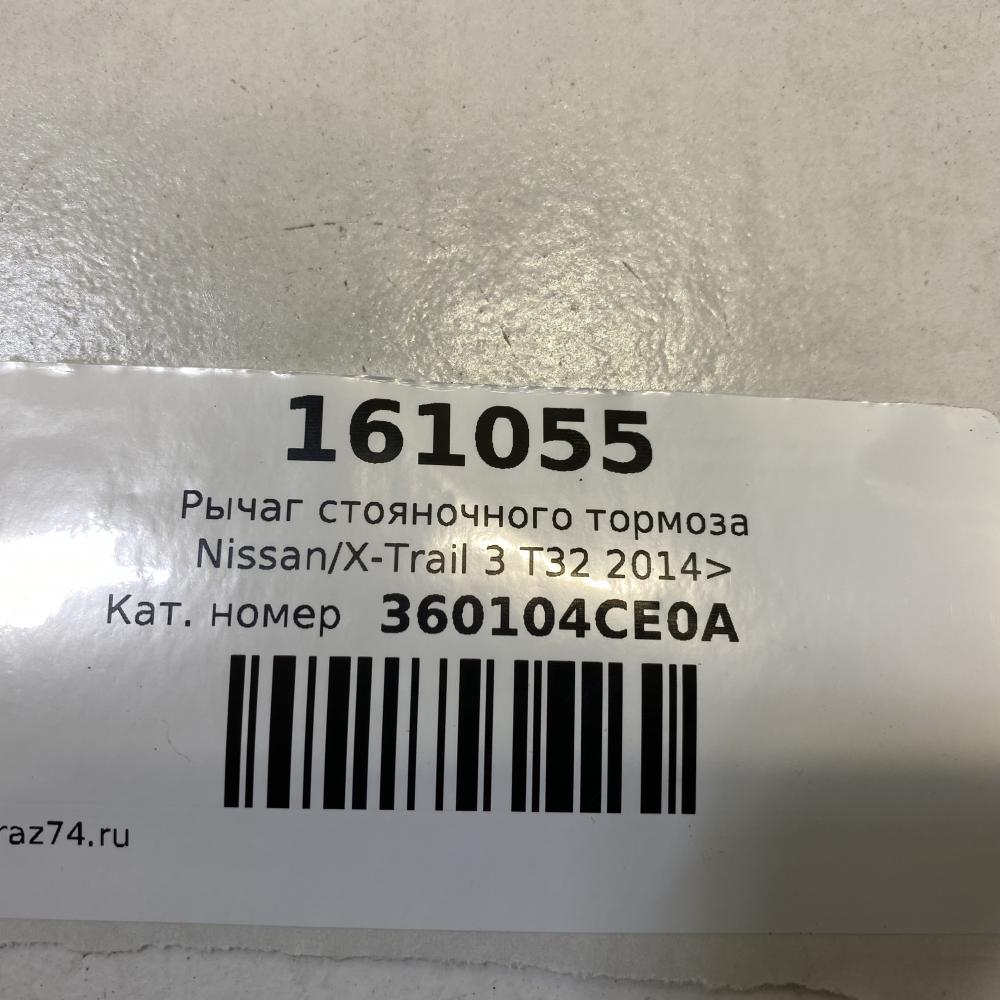 161055
Рычаг стояночного тормоза
Nissan/X-Trail 3 T32 2014>
Кат. номер 360104CE0A
raz74.ru